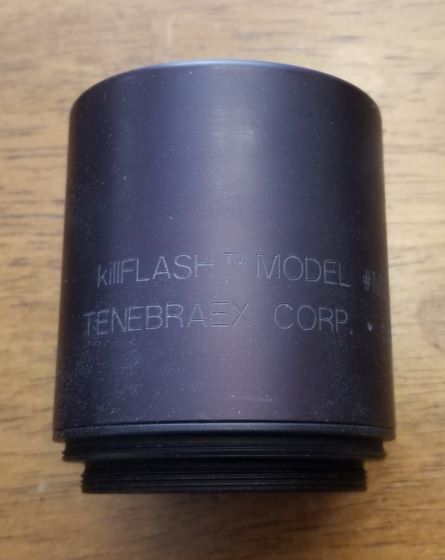 killFLASH™ MODEL #
TENEBRAEX CORP.